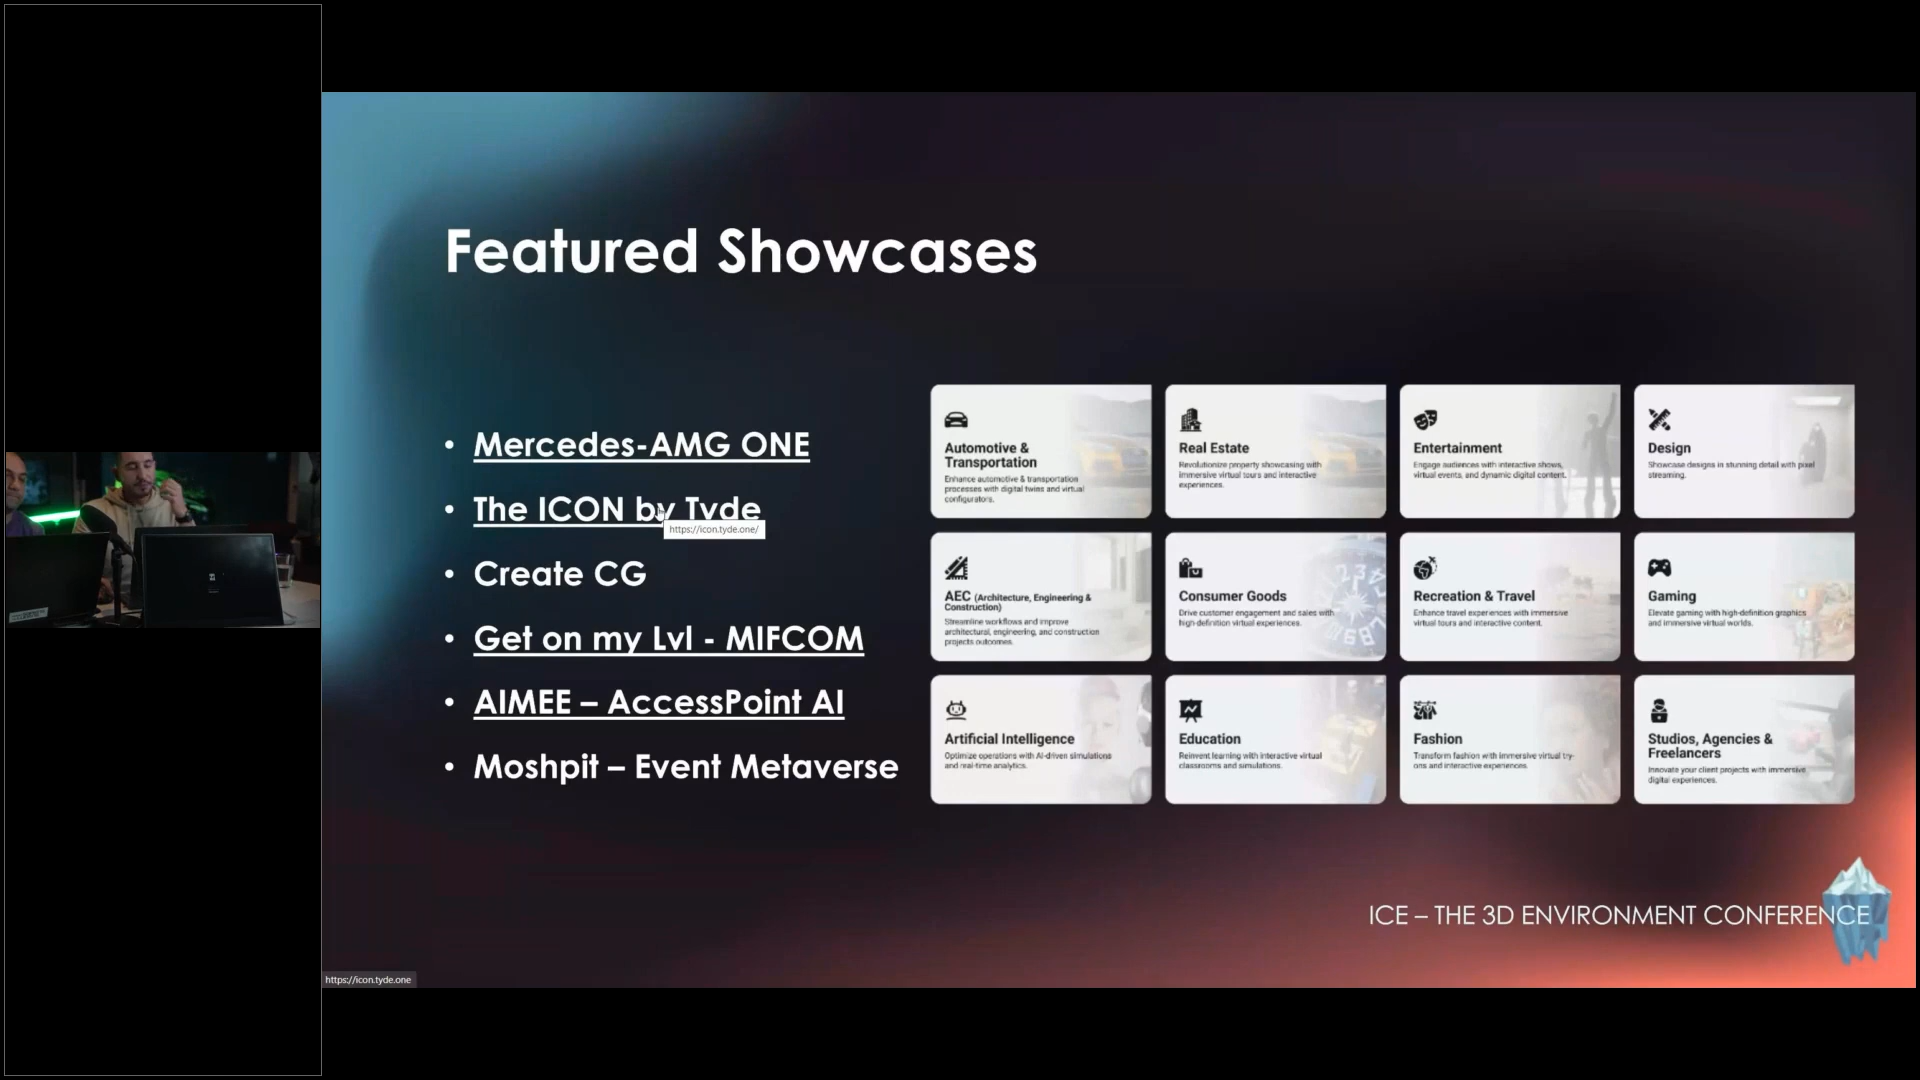 Featured Showcases
• Mercedes-AMG ONE
• The ICON by Tyde
https://icon.tyde.one/
• Create CG
• Get on my Lvl - MIFCOM
• AIMEE – AccessPoint AI
• Moshpit – Event Metaverse
Automotive &
Transportation
Enhance automotive & transportation
processes with digital twins and virtual
configurators.
Real Estate
Revolutionize property showcasing with
immersive virtual tours and interactive
experiences.
Entertainment
Engage audiences with interactive shows,
virtual events, and dynamic digital content.
Design
Showcase designs in stunning detail with pixel
streaming.
AEC (Architecture, Engineering &
Construction)
Streamline workflows and improve
architectural, engineering, and construction
projects outcomes.
Consumer Goods
Drive customer engagement and sales with
high-definition virtual experiences.
Recreation & Travel
Enhance travel experiences with immersive
virtual tours and interactive content.
Gaming
Elevate gaming with high-definition graphics
and immersive virtual worlds.
Artificial Intelligence
Optimize operations with AI-driven simulations
and real-time analytics.
Education
Reinvent learning with interactive virtual
classrooms and simulations.
Fashion
Transform fashion with immersive virtual try-
ons and interactive experiences.
Studios, Agencies &
Freelancers
Innovate your client projects with immersive
digital experiences.
ICE – THE 3D ENVIRONMENT CONFERENCE
https://icon.tyde.one